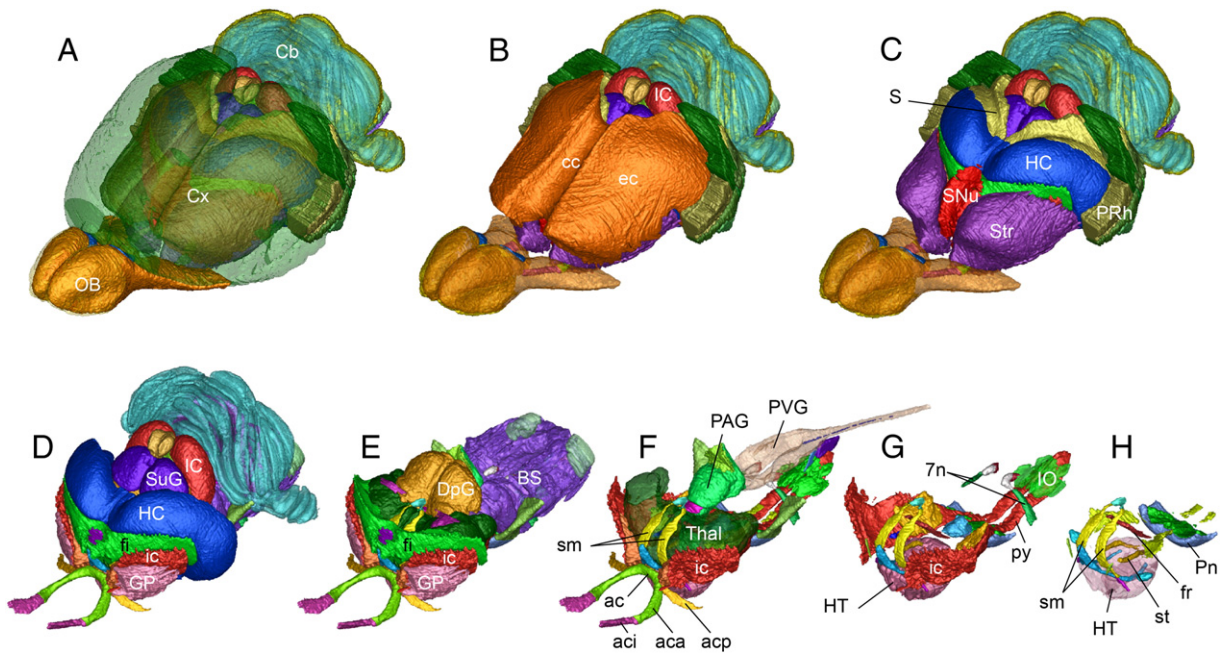 A
Cb
Cx
OB
B
IC
cc
ec
C
S
HC
SNu
PRh
Str
D
IC
SuG
HC
fi
ic
GP
E
DpG
BS
fi
ic
GP
F
PAG
PVG
sm
Thal
ic
ac
aci
aca
acp
G
7n
IO
py
ic
HT
H
Pn
sm
fr
st
HT